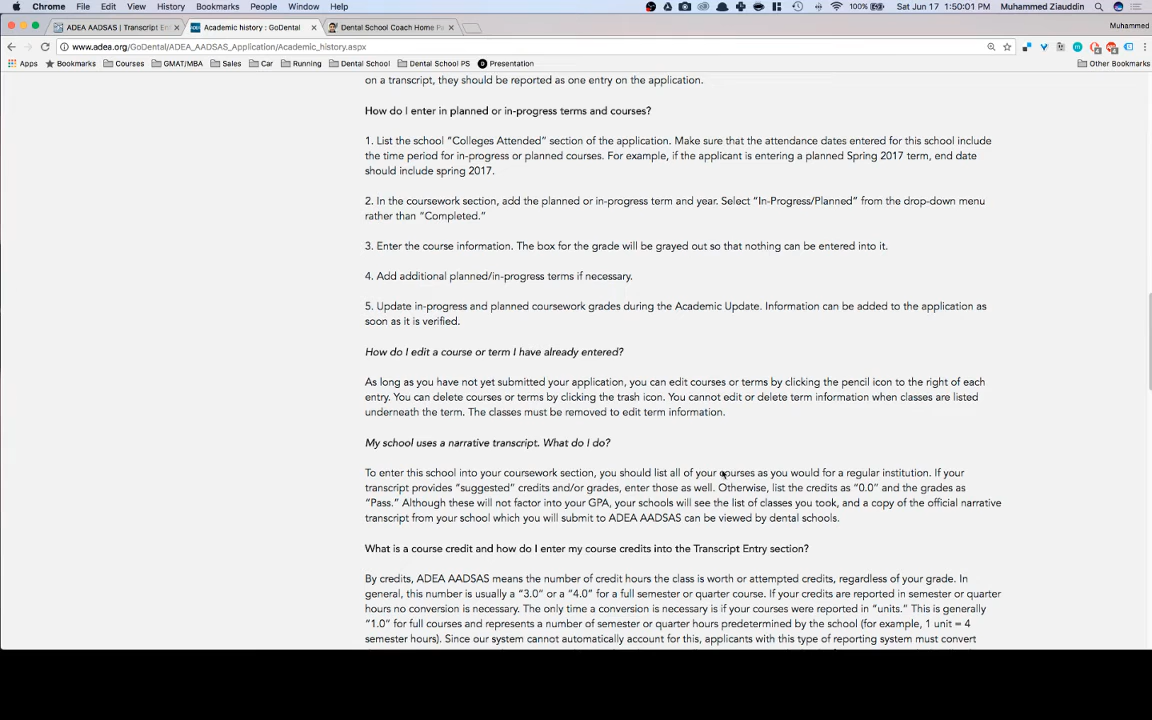 Chrome File Edit View History Bookmarks People Window Help 100% Sat Jun 17 15:50:01 PM Muhammed Ziauddin
ADEA AADSAS | Transcript En Academic history : GoDental Dental School Coach Home Pa Muhammed
www.adea.org/GoDental/ADEA_AADSAS_Application/Academic_history.aspx
Apps Bookmarks Courses GMAT/MBA Sales Car Running Dental School Dental School PS Presentation Other Bookmarks
on a transcript, they should be reported as one entry on the application.
How do I enter in planned or in-progress terms and courses?
1. List the school “Colleges Attended” section of the application. Make sure that the attendance dates entered for this school include
the time period for in-progress or planned courses. For example, if the applicant is entering a planned Spring 2017 term, end date
should include spring 2017.
2. In the coursework section, add the planned or in-progress term and year. Select “In-Progress/Planned” from the drop-down menu
rather than “Completed.”
3. Enter the course information. The box for the grade will be grayed out so that nothing can be entered into it.
4. Add additional planned/in-progress terms if necessary.
5. Update in-progress and planned coursework grades during the Academic Update. Information can be added to the application as
soon as it is verified.
How do I edit a course or term I have already entered?
As long as you have not yet submitted your application, you can edit courses or terms by clicking the pencil icon to the right of each
entry. You can delete courses or terms by clicking the trash icon. You cannot edit or delete term information when classes are listed
underneath the term. The classes must be removed to edit term information.
My school uses a narrative transcript. What do I do?
To enter this school into your coursework section, you should list all of your courses as you would for a regular institution. If your
transcript provides “suggested” credits and/or grades, enter those as well. Otherwise, list the credits as “0.0” and the grades as
“Pass.” Although these will not factor into your GPA, your schools will see the list of classes you took, and a copy of the official narrative
transcript from your school which you will submit to ADEA AADSAS can be viewed by dental schools.
What is a course credit and how do I enter my course credits into the Transcript Entry section?
By credits, ADEA AADSAS means the number of credit hours the class is worth or attempted credits, regardless of your grade. In
general, this number is usually a “3.0” or a “4.0” for a full semester or quarter course. If your credits are reported in semester or quarter
hours no conversion is necessary. The only time a conversion is necessary is if your courses were reported in “units.” This is generally
“1.0” for full courses and represents a number of semester or quarter hours predetermined by the school (for example, 1 unit = 4
semester hours). Since our system cannot automatically account for this, applicants with this type of reporting system must convert